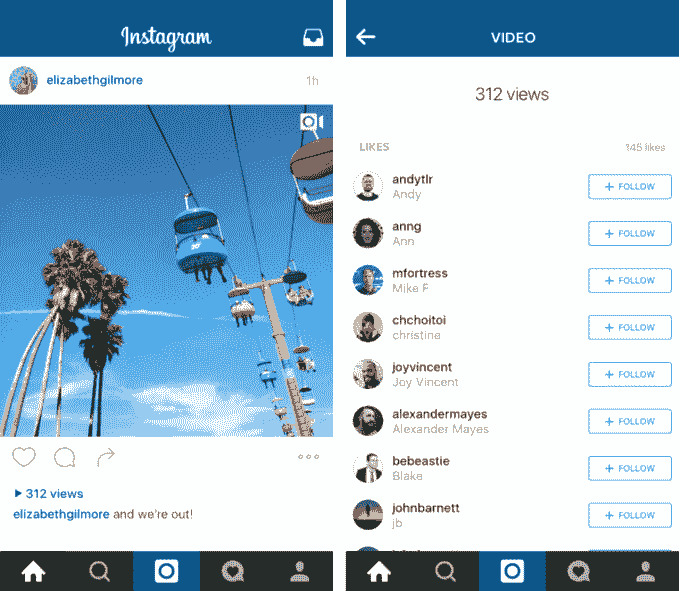 Instagram
elizabethgilmore
1h
312 views
elizabethgilmore and we're out!
VIDEO
312 views
LIKES
145 likes
andytlr
Andy
+ FOLLOW
anng
Ann
+ FOLLOW
mfortress
Mike F
+ FOLLOW
chchoitoi
christine
+ FOLLOW
joyvincent
Joy Vincent
+ FOLLOW
alexandermayes
Alexander Mayes
+ FOLLOW
bebeastie
Blake
+ FOLLOW
johnbarnett
jb
+ FOLLOW